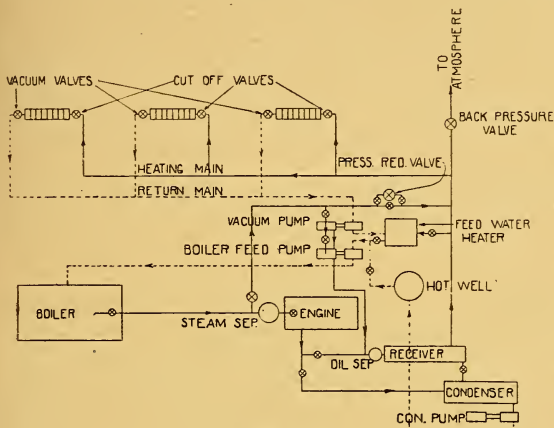 TO
ATMOSPHERE
VACUUM VALVES
CUT OFF VALVES
BACK PRESSURE
VALVE
PRESS. RED. VALVE
HEATING MAIN
RETURN MAIN
VACUUM PUMP
FEED WATER
HEATER
BOILER FEED PUMP
HOT WELL
BOILER
STEAM SEP.
ENGINE
OIL SEP
RECEIVER
CONDENSER
CON. PUMP